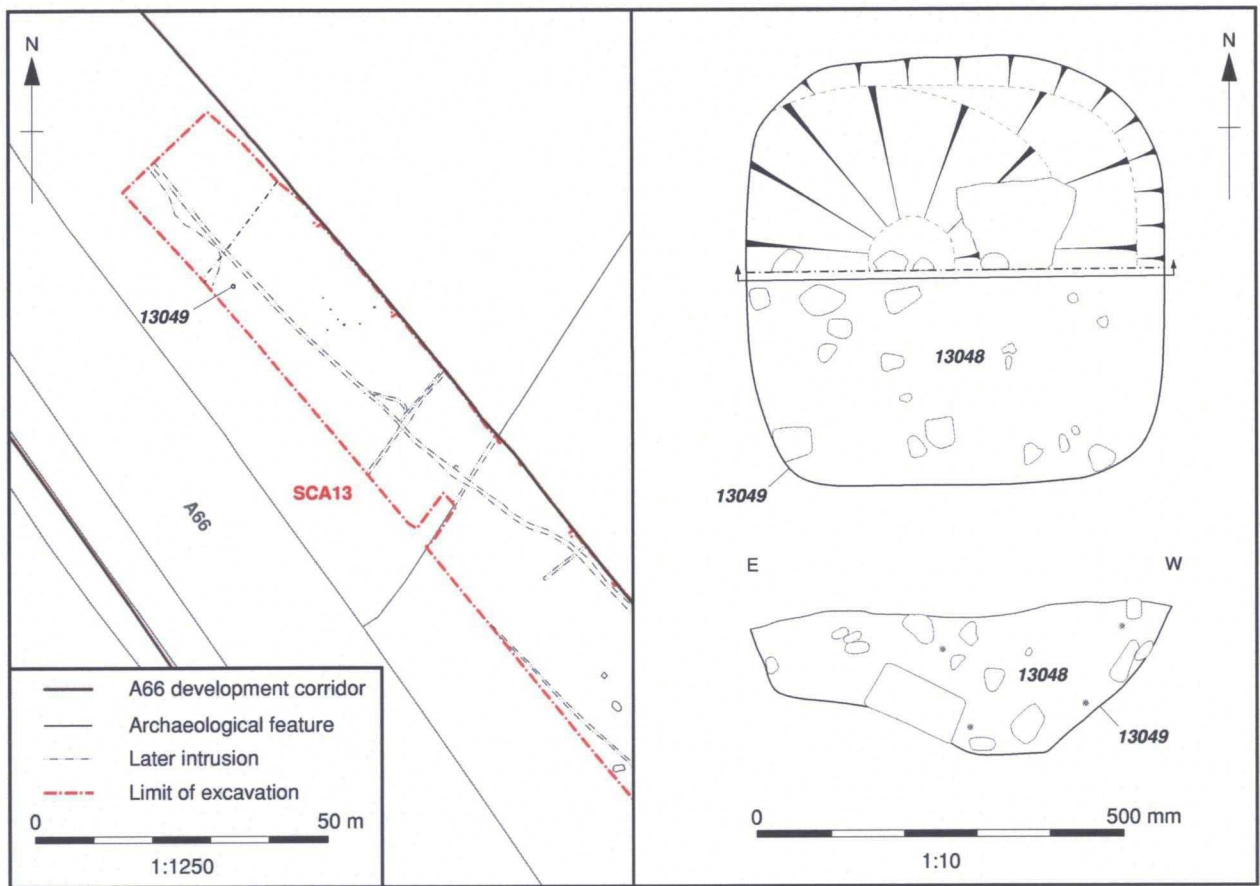 N
13049
SCA13
A66
A66 development corridor
Archaeological feature
Later intrusion
Limit of excavation
0 50 m
1:1250
N
13048
13049
E W
13048
13049
0 500 mm
1:10